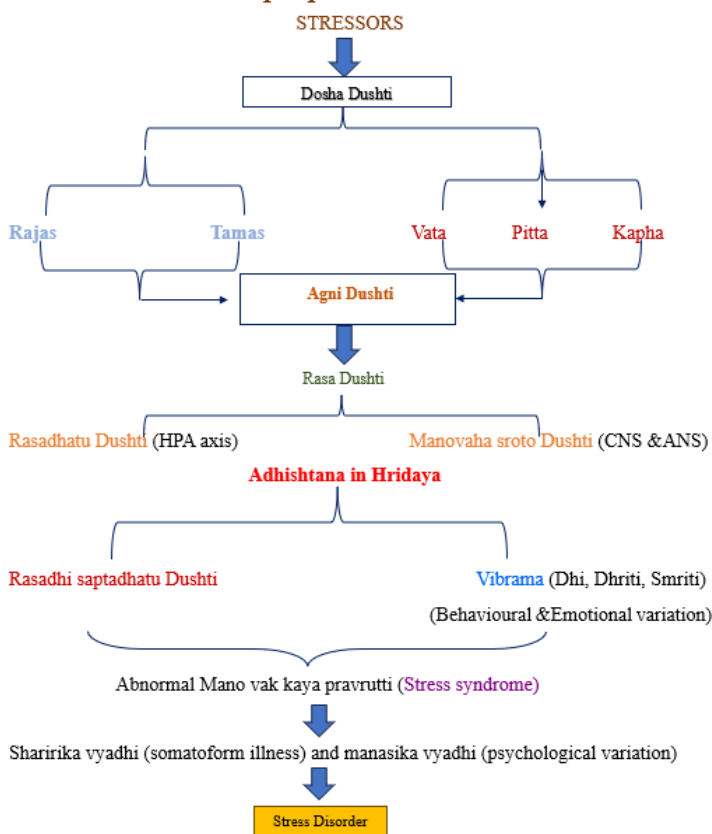 STRESSORS
Dosha Dushti
Rajas Tamas Vata Pitta Kapha
Agni Dushti
Rasa Dushti
Rasadhatu Dushti (HPA axis) Manovaha sroto Dushti (CNS &ANS)
Adhishtana in Hridaya
Rasadhi saptadhatu Dushti Vibrama (Dhi, Dhriti, Smriti)
(Behavioural &Emotional variation)
Abnormal Mano vak kaya pravrutti (Stress syndrome)
Sharirika vyadhi (somatoform illness) and manasika vyadhi (psychological variation)
Stress Disorder